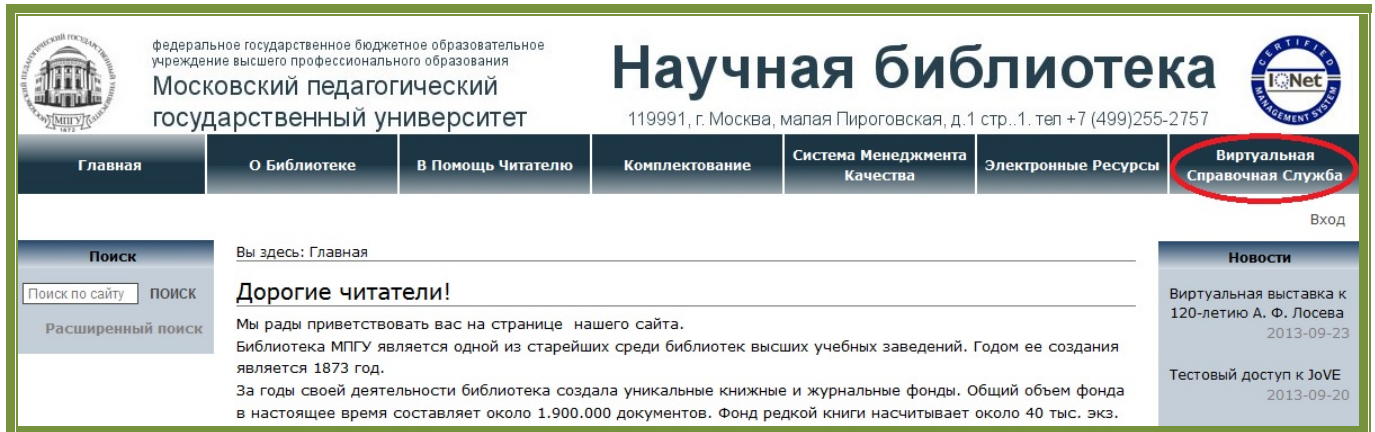 федеральное государственное бюджетное образовательное
учреждение высшего профессионального образования
Московский педагогический
государственный университет
МПГУ
1872
Научная библиотека
119991, г. Москва, малая Пироговская, д.1 стр..1. тел +7 (499)255-2757
CERTIFIED
IQNet
MANAGEMENT SYSTEM
Главная
О Библиотеке
В Помощь Читателю
Комплектование
Система Менеджмента
Качества
Электронные Ресурсы
Виртуальная
Справочная Служба
Вход
Поиск
Поиск по сайту ПОИСК
Расширенный поиск
Вы здесь: Главная
Дорогие читатели!
Мы рады приветствовать вас на странице нашего сайта.
Библиотека МПГУ является одной из старейших среди библиотек высших учебных заведений. Годом ее создания
является 1873 год.
За годы своей деятельности библиотека создала уникальные книжные и журнальные фонды. Общий объем фонда
в настоящее время составляет около 1.900.000 документов. Фонд редкой книги насчитывает около 40 тыс. экз.
Новости
Виртуальная выставка к
120-летию А. Ф. Лосева
2013-09-23
Тестовый доступ к JoVE
2013-09-20